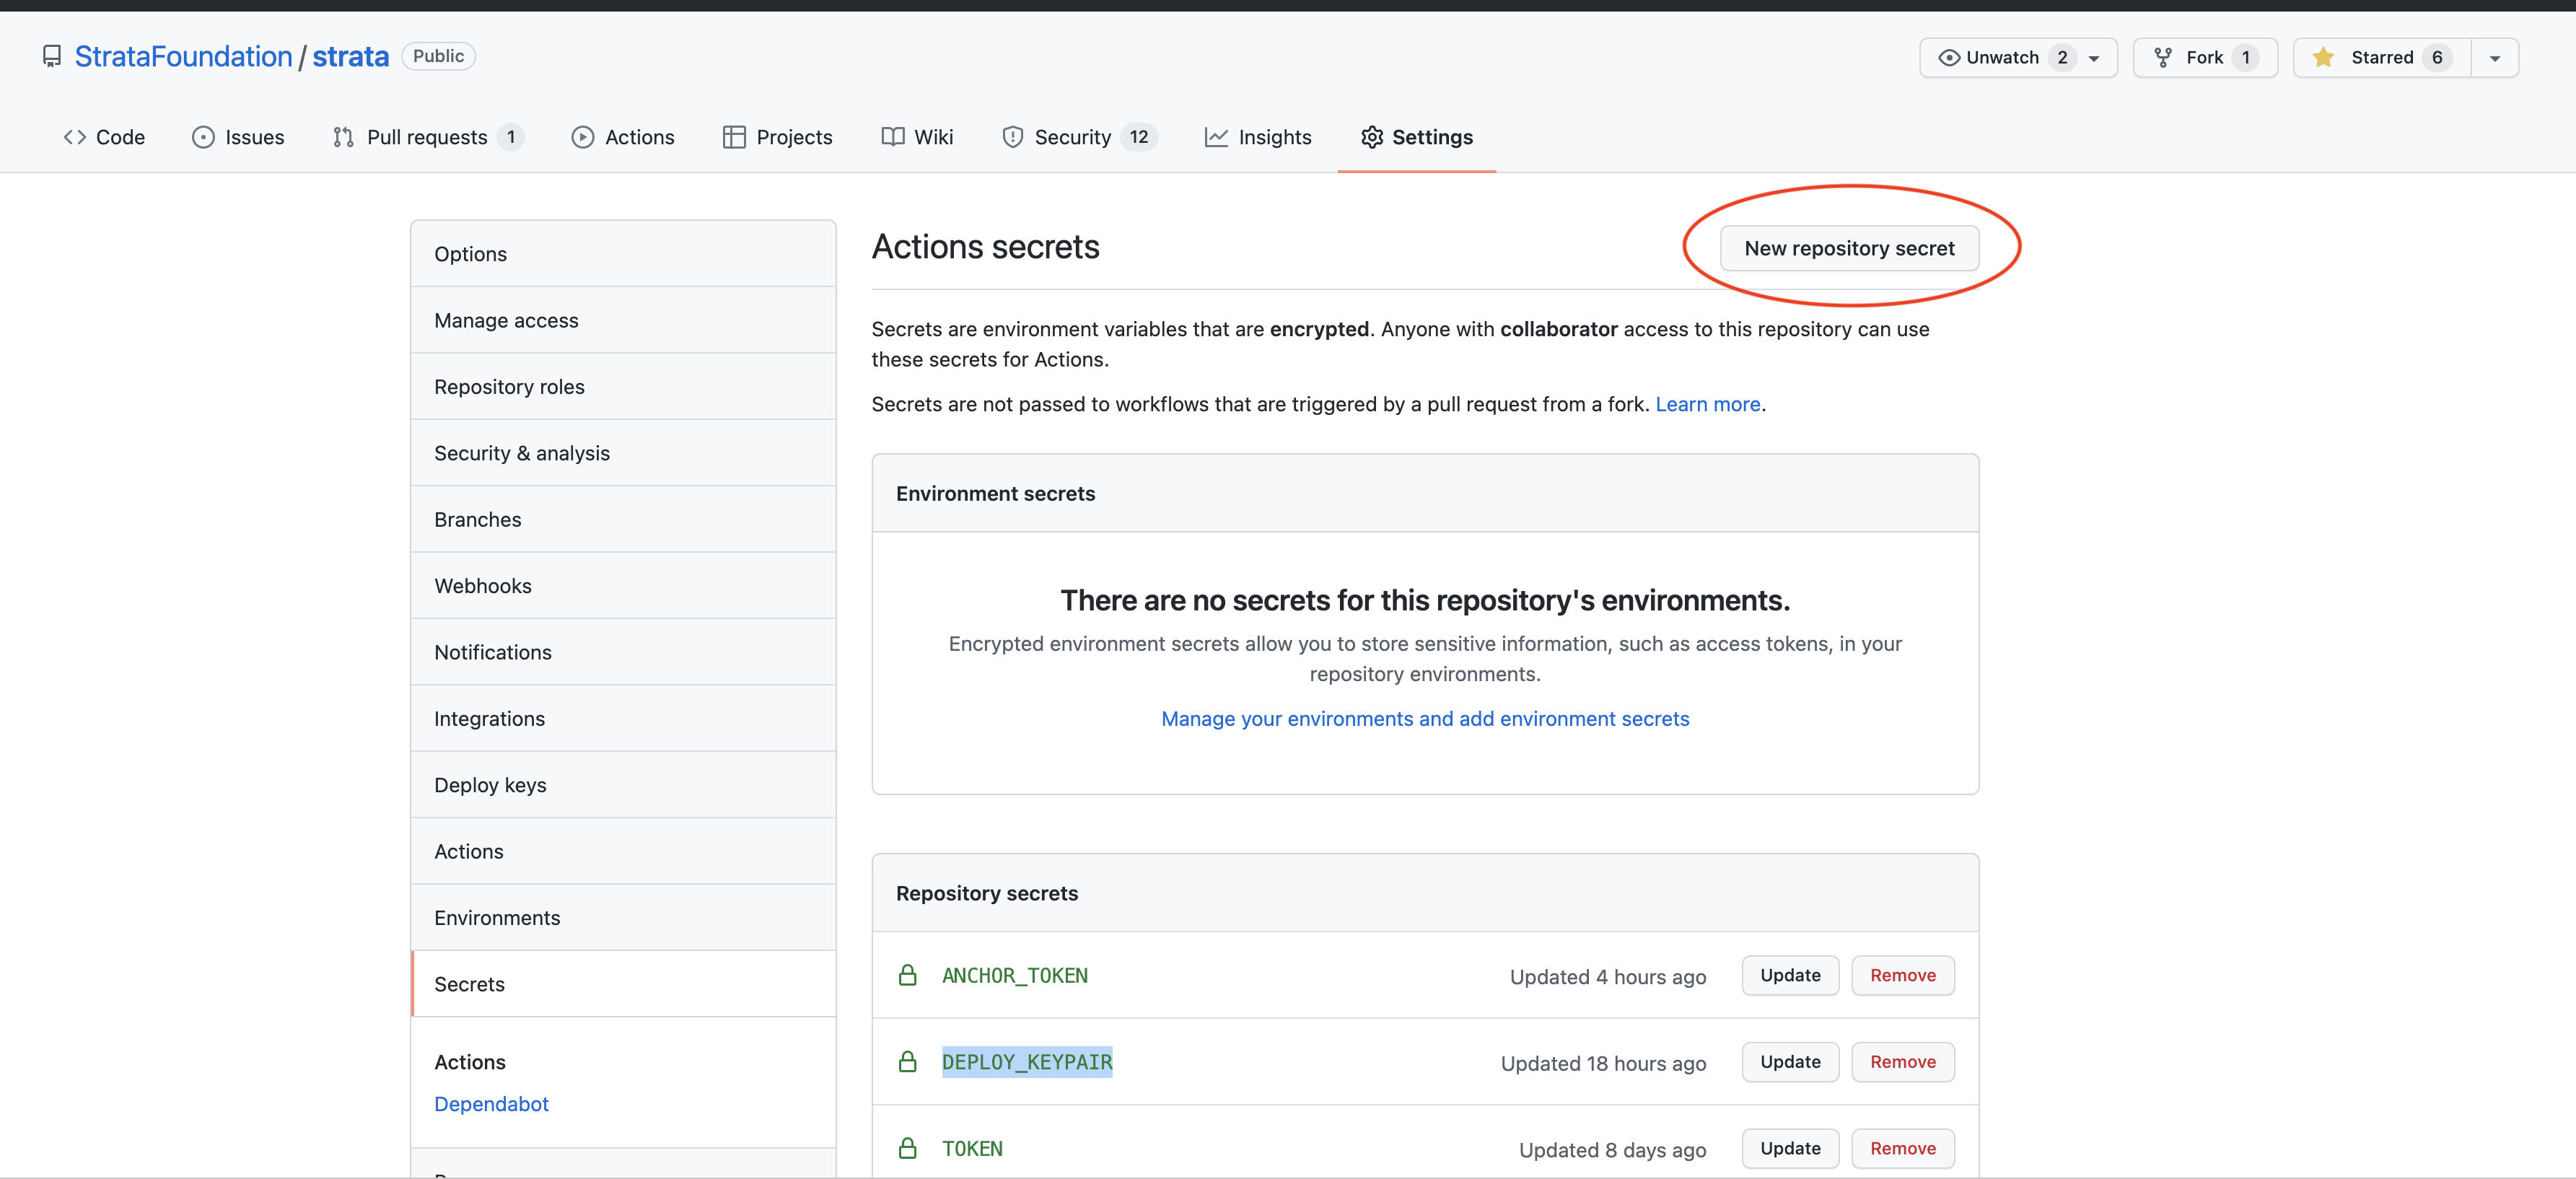 StrataFoundation / strata Public
Unwatch 2 Fork 1 Starred 6
Code Issues Pull requests 1 Actions Projects Wiki Security 12 Insights Settings
Options
Manage access
Repository roles
Security & analysis
Branches
Webhooks
Notifications
Integrations
Deploy keys
Actions
Environments
Secrets
Actions
Dependabot
Actions secrets
New repository secret
Secrets are environment variables that are encrypted. Anyone with collaborator access to this repository can use
these secrets for Actions.
Secrets are not passed to workflows that are triggered by a pull request from a fork. Learn more.
Environment secrets
There are no secrets for this repository's environments.
Encrypted environment secrets allow you to store sensitive information, such as access tokens, in your
repository environments.
Manage your environments and add environment secrets
Repository secrets
ANCHOR_TOKEN Updated 4 hours ago Update Remove
DEPLOY_KEYPAIR Updated 18 hours ago Update Remove
TOKEN Updated 8 days ago Update Remove